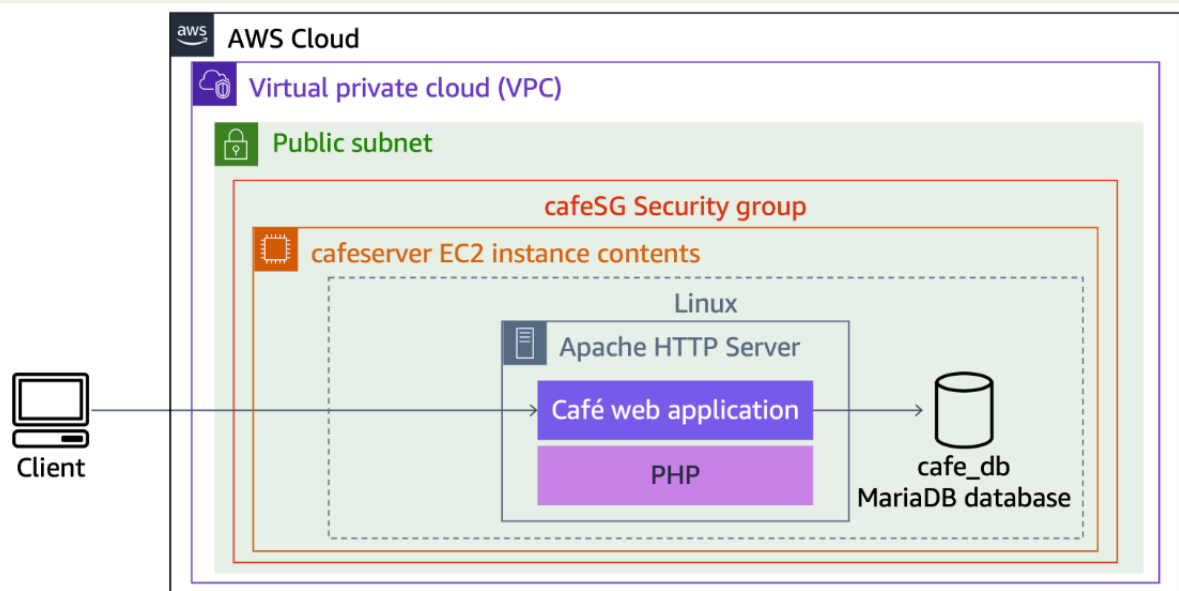 aws
AWS Cloud
Virtual private cloud (VPC)
Public subnet
cafeSG Security group
cafeserver EC2 instance contents
Linux
Apache HTTP Server
Café web application
PHP
Client
cafe_db
MariaDB database